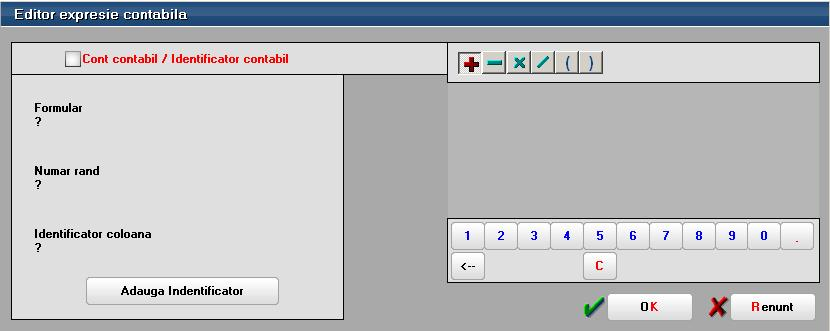 Editor expresie contabila
Cont contabil / Identificator contabil
( )
Formular
?
Numar rand
?
Identificator coloana
?
Adauga Indentificator
1 2 3 4 5 6 7 8 9 0 .
<-- C
OK Renunt